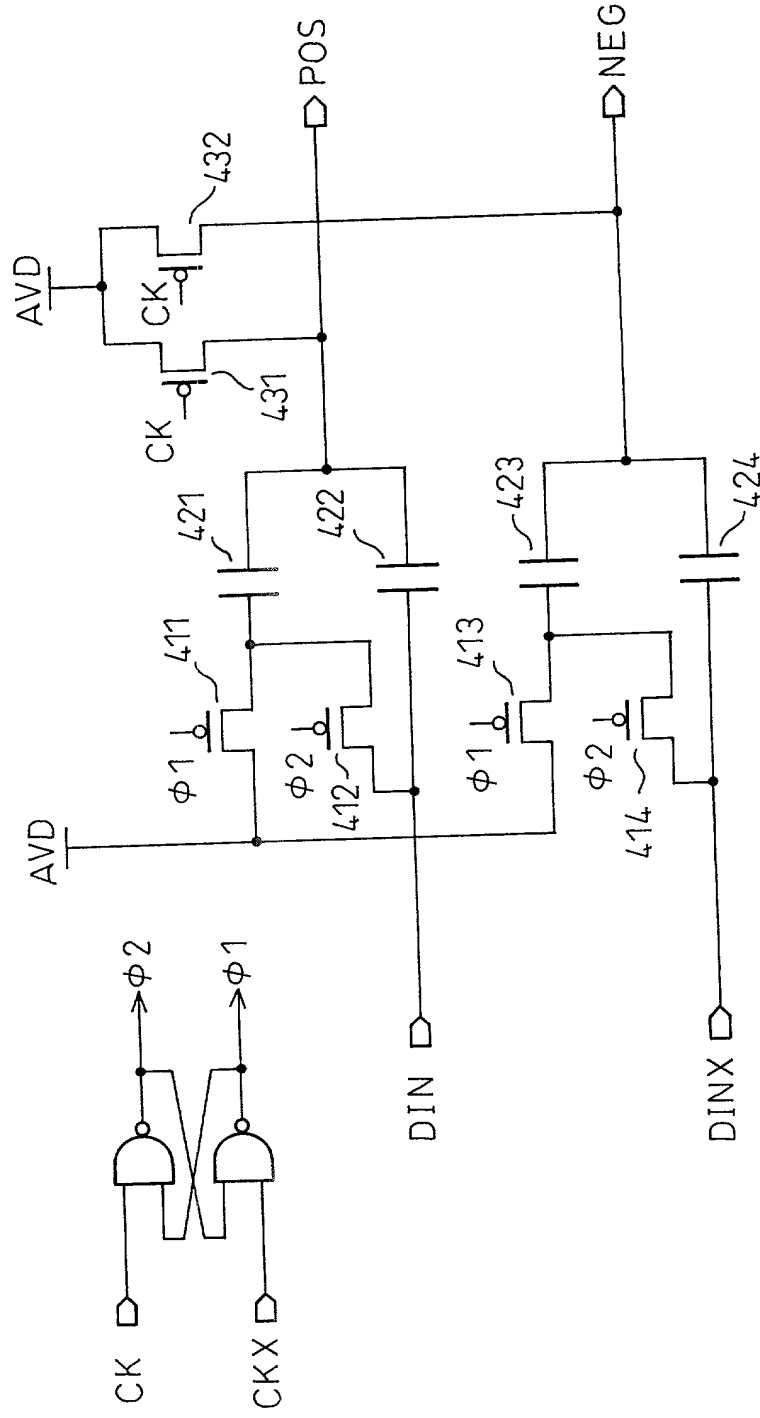 CK
CKX
φ2
φ1
AVD
φ1
411
φ2
412
421
422
DIN
φ1
413
φ2
414
423
424
DINX
AVD
CK
431
CK
432
POS
NEG